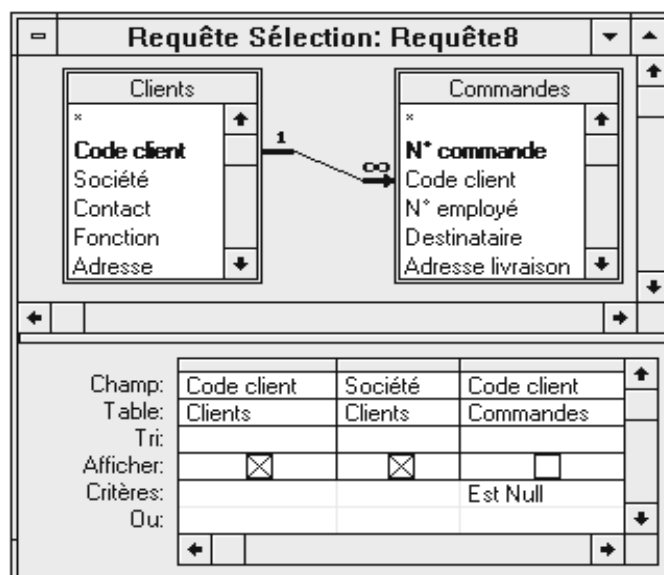 Requête Sélection: Requête8
Clients
*
Code client
Société
Contact
Fonction
Adresse
1
∞
Commandes
*
N° commande
Code client
N° employé
Destinataire
Adresse livraison
Champ: Code client Société Code client
Table: Clients Clients Commandes
Tri:
Afficher:
Critères: Est Null
Ou: